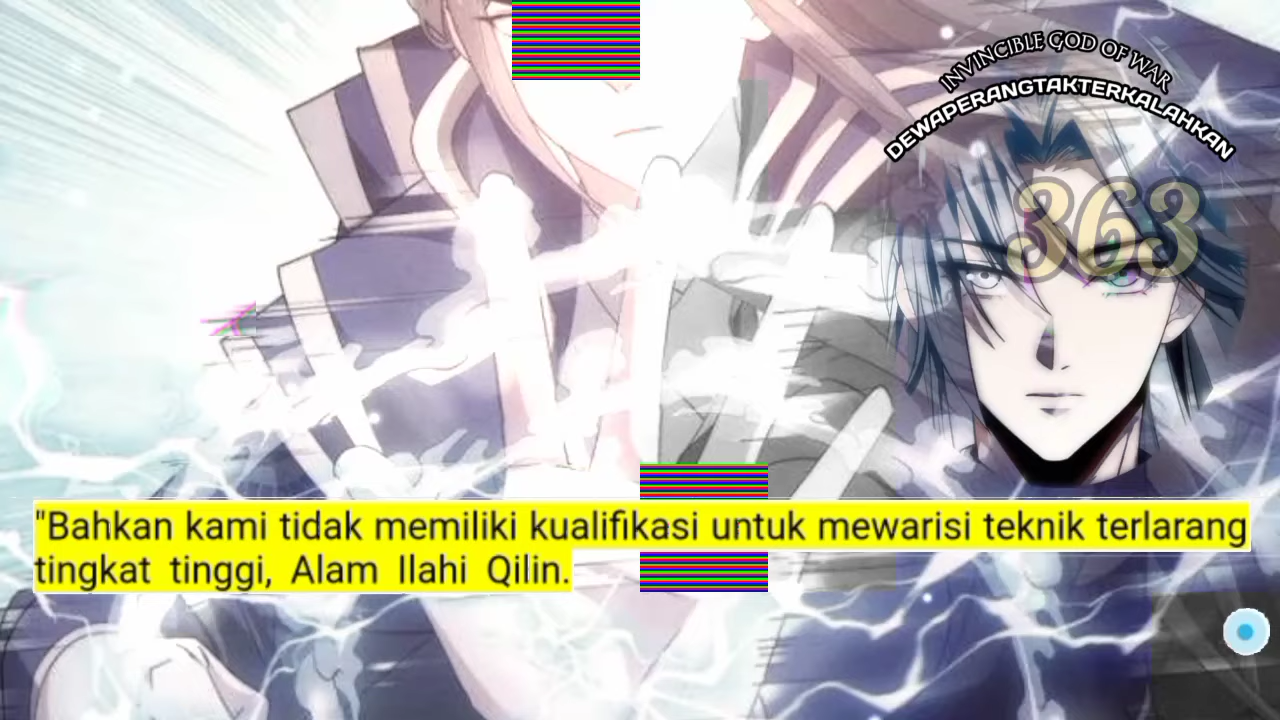 INVINCIBLE GOD OF WAR
DEWAPERANGTAKTERKALAHKAN
363
"Bahkan kami tidak memiliki kualifikasi untuk mewarisi teknik terlarang
tingkat tinggi, Alam Ilahi Qilin.